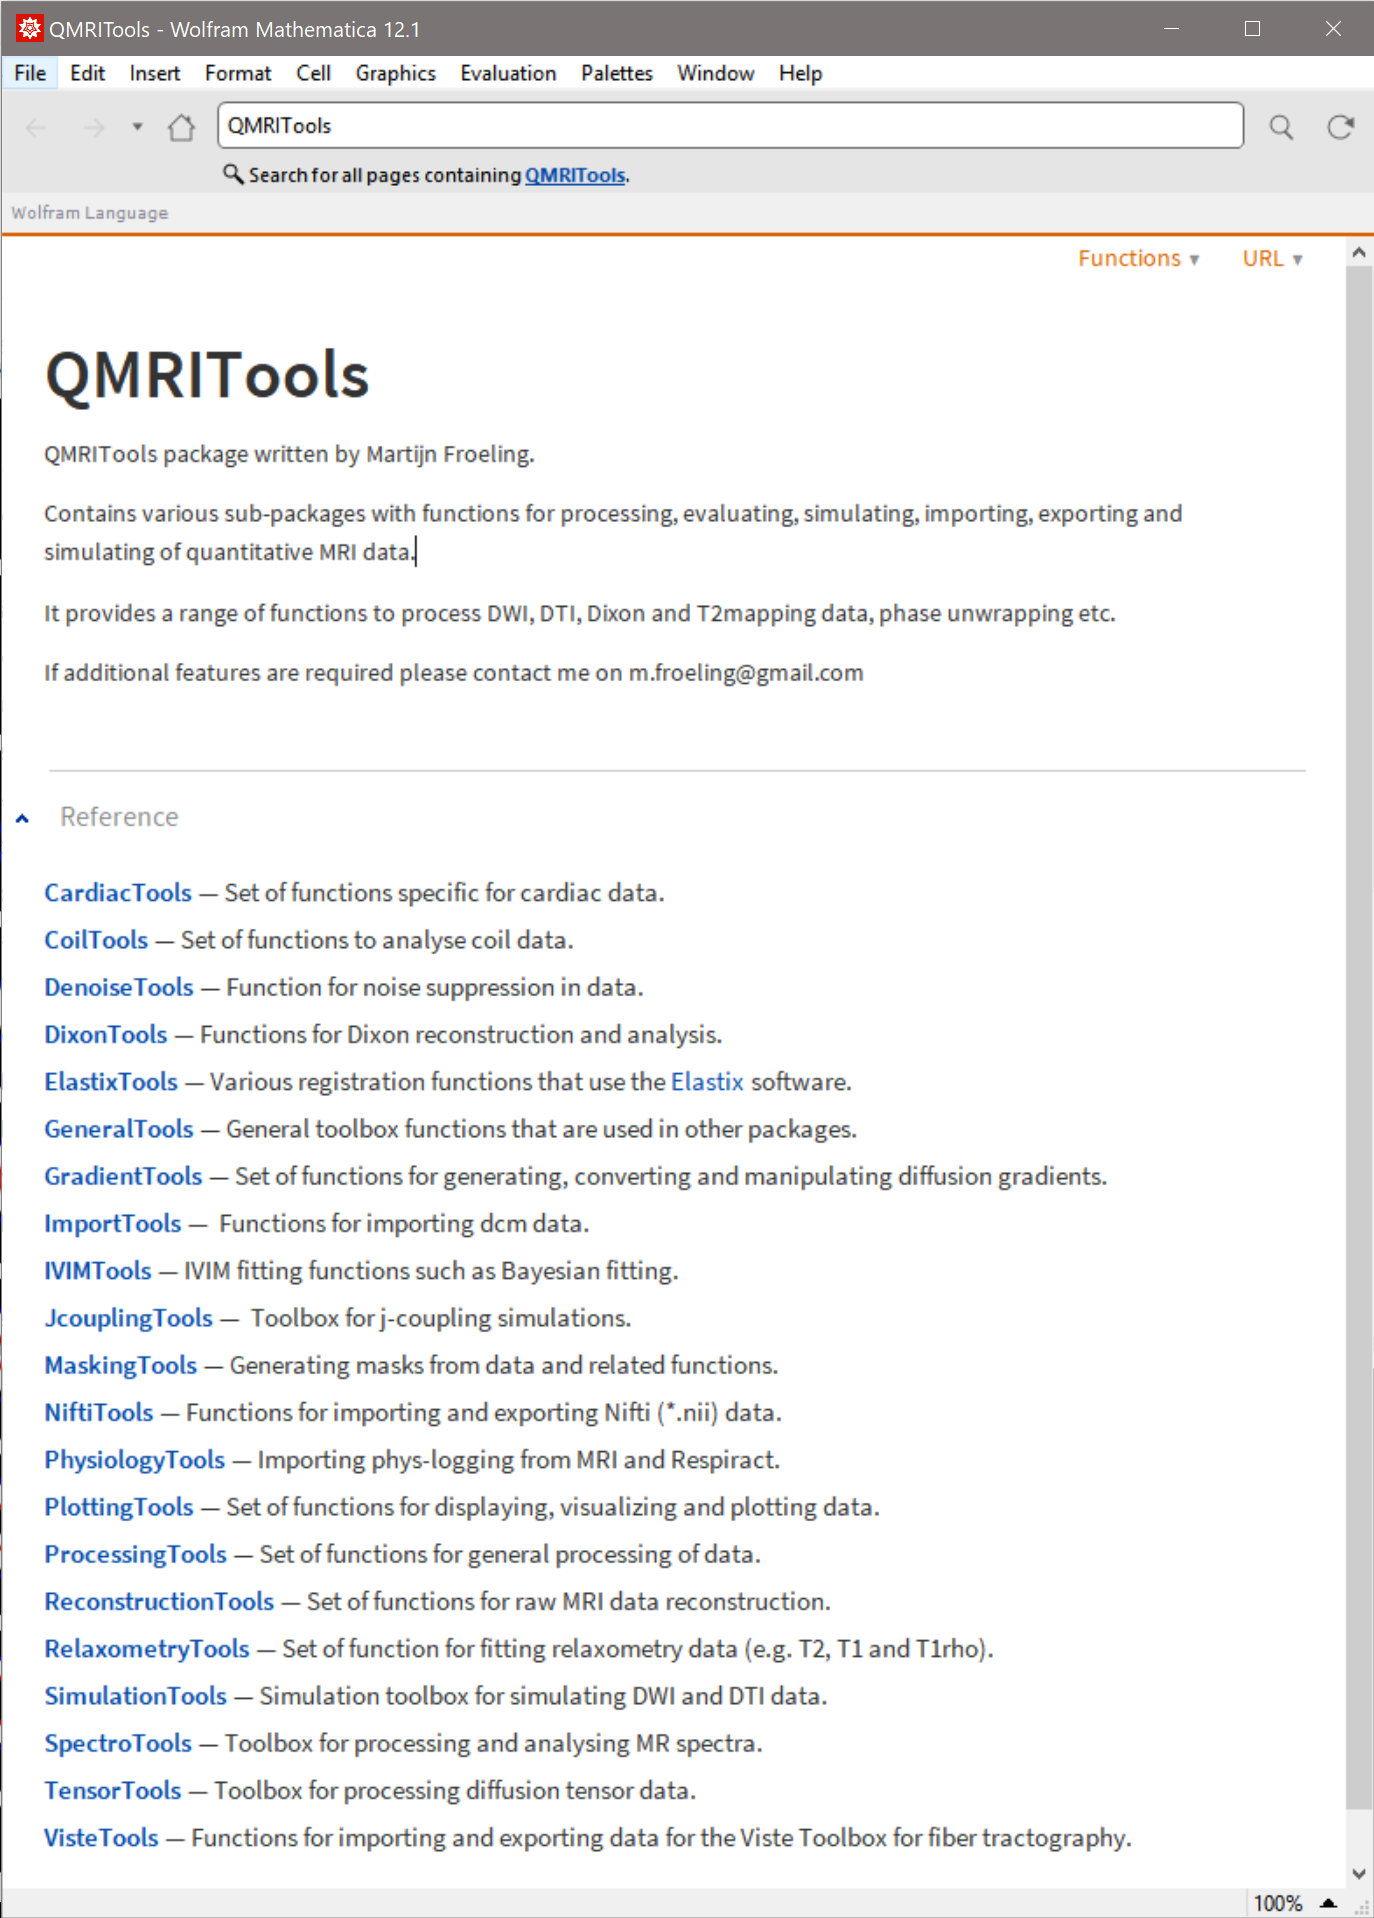 QMRITools - Wolfram Mathematica 12.1
File Edit Insert Format Cell Graphics Evaluation Palettes Window Help
QMRITools
Search for all pages containing QMRITools.
Wolfram Language
Functions ▼ URL ▼
QMRITools
QMRITools package written by Martijn Froeling.
Contains various sub-packages with functions for processing, evaluating, simulating, importing, exporting and
simulating of quantitative MRI data.
It provides a range of functions to process DWI, DTI, Dixon and T2mapping data, phase unwrapping etc.
If additional features are required please contact me on m.froeling@gmail.com
Reference
CardiacTools — Set of functions specific for cardiac data.
CoilTools — Set of functions to analyse coil data.
DenoiseTools — Function for noise suppression in data.
DixonTools — Functions for Dixon reconstruction and analysis.
ElastixTools — Various registration functions that use the Elastix software.
GeneralTools — General toolbox functions that are used in other packages.
GradientTools — Set of functions for generating, converting and manipulating diffusion gradients.
ImportTools — Functions for importing dcm data.
IVIMTools — IVIM fitting functions such as Bayesian fitting.
JcouplingTools — Toolbox for j-coupling simulations.
MaskingTools — Generating masks from data and related functions.
NiftiTools — Functions for importing and exporting Nifti (*.nii) data.
PhysiologyTools — Importing phys-logging from MRI and Respiract.
PlottingTools — Set of functions for displaying, visualizing and plotting data.
ProcessingTools — Set of functions for general processing of data.
ReconstructionTools — Set of functions for raw MRI data reconstruction.
RelaxometryTools — Set of function for fitting relaxometry data (e.g. T2, T1 and T1rho).
SimulationTools — Simulation toolbox for simulating DWI and DTI data.
SpectroTools — Toolbox for processing and analysing MR spectra.
TensorTools — Toolbox for processing diffusion tensor data.
VisteTools — Functions for importing and exporting data for the Viste Toolbox for fiber tractography.
100%